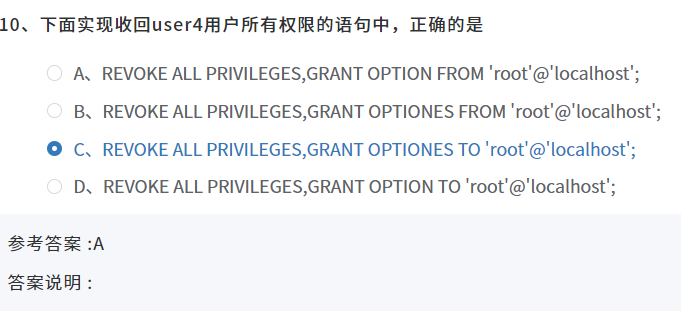 10、下面实现收回user4用户所有权限的语句中，正确的是
A、REVOKE ALL PRIVILEGES,GRANT OPTION FROM 'root'@'localhost';
B、REVOKE ALL PRIVILEGES,GRANT OPTIONES FROM 'root'@'localhost';
C、REVOKE ALL PRIVILEGES,GRANT OPTIONES TO 'root'@'localhost';
D、REVOKE ALL PRIVILEGES,GRANT OPTION TO 'root'@'localhost';
参考答案 :A
答案说明 :